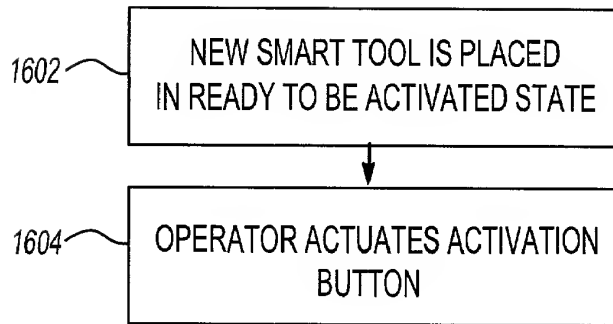 1602
NEW SMART TOOL IS PLACED
IN READY TO BE ACTIVATED STATE
1604
OPERATOR ACTUATES ACTIVATION
BUTTON